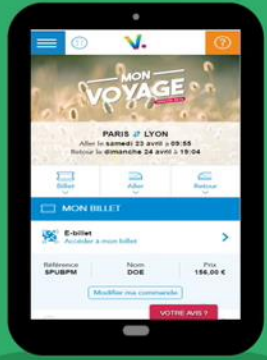 ?
V.
MON
VOYAGE
PARIS ⇄ LYON
Aller le samedi 23 avril à 09:55
Retour le dimanche 24 avril à 19:04
Billet
Aller
Retour
MON BILLET
E-billet
Accéder à mon billet
Référence
SPUBPM
Nom
DOE
Prix
156,00 €
Modifier ma commande
VOTRE AVIS ?